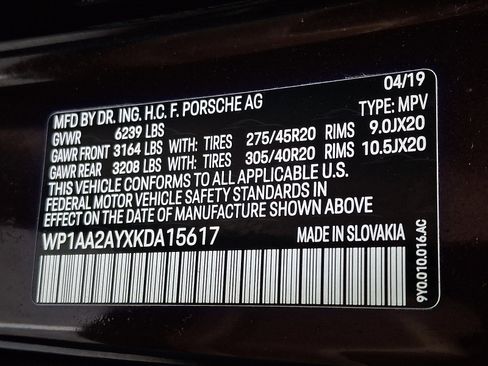 MFD BY DR. ING. H.C. F. PORSCHE AG 04/19
GVWR 6239 LBS TYPE: MPV
GAWR FRONT 3164 LBS WITH: TIRES 275/45R20 RIMS 9.0JX20
GAWR REAR 3208 LBS WITH: TIRES 305/40R20 RIMS 10.5JX20
THIS VEHICLE CONFORMS TO ALL APPLICABLE U.S.
FEDERAL MOTOR VEHICLE SAFETY STANDARDS IN
EFFECT ON THE DATE OF MANUFACTURE SHOWN ABOVE
WP1AA2AYXKDA15617 MADE IN SLOVAKIA
9Y0.010.016.AC